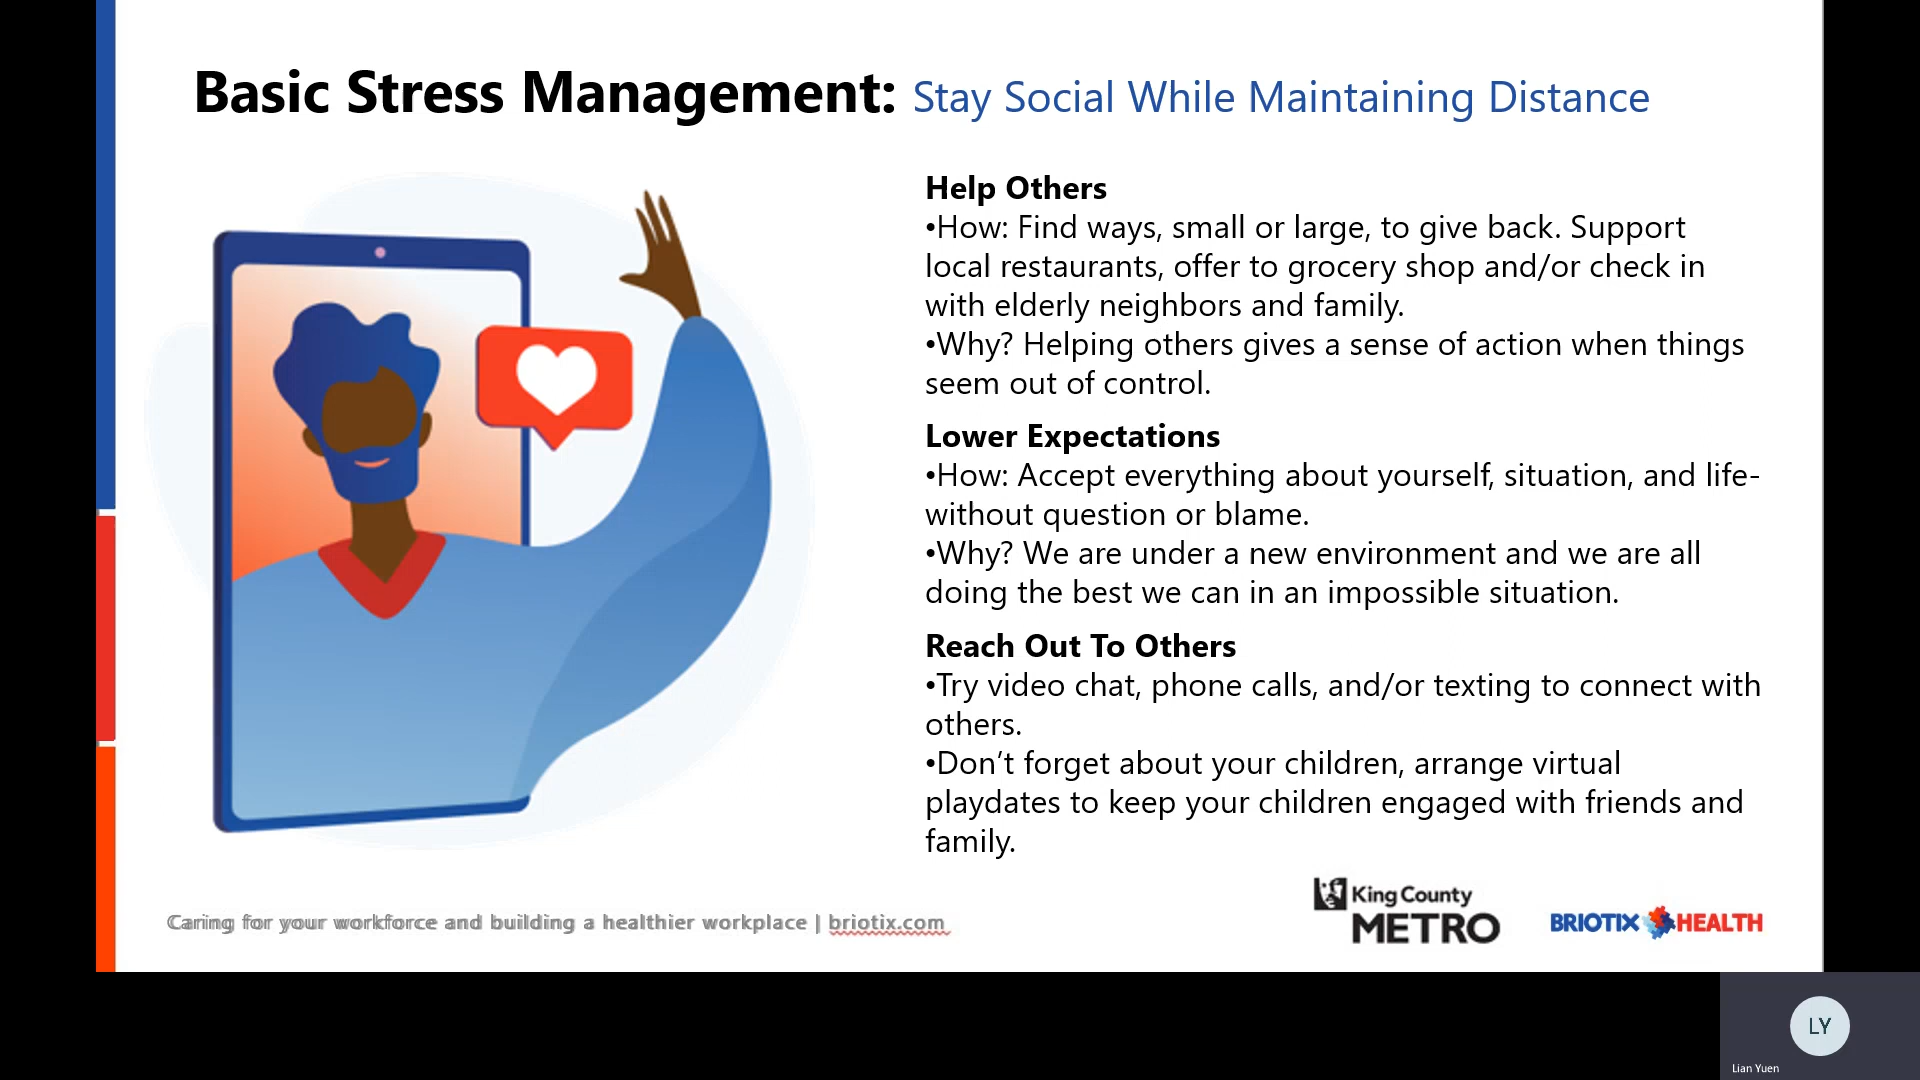 Basic Stress Management: Stay Social While Maintaining Distance
Help Others
•How: Find ways, small or large, to give back. Support
local restaurants, offer to grocery shop and/or check in
with elderly neighbors and family.
•Why? Helping others gives a sense of action when things
seem out of control.
Lower Expectations
•How: Accept everything about yourself, situation, and life-
without question or blame.
•Why? We are under a new environment and we are all
doing the best we can in an impossible situation.
Reach Out To Others
•Try video chat, phone calls, and/or texting to connect with
others.
•Don’t forget about your children, arrange virtual
playdates to keep your children engaged with friends and
family.
Caring for your workforce and building a healthier workplace | briotix.com
King County
METRO
BRIOTIX HEALTH
LY
Lian Yuen